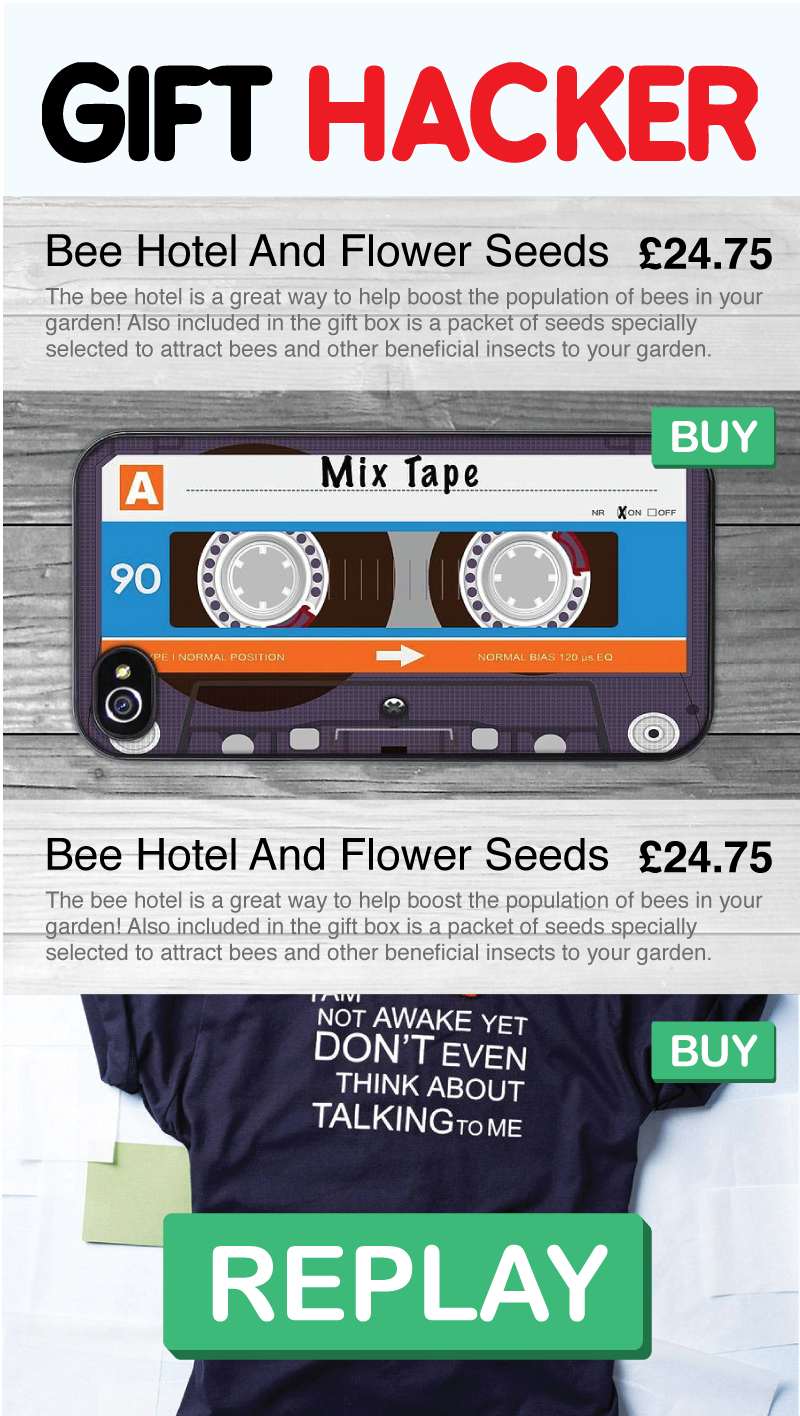 GIFT HACKER
Bee Hotel And Flower Seeds £24.75
The bee hotel is a great way to help boost the population of bees in your
garden! Also included in the gift box is a packet of seeds specially
selected to attract bees and other beneficial insects to your garden.
BUY
A
Mix Tape
NR X ON OFF
90
YPE I NORMAL POSITION
NORMAL BIAS 120 µs EQ
Bee Hotel And Flower Seeds £24.75
The bee hotel is a great way to help boost the population of bees in your
garden! Also included in the gift box is a packet of seeds specially
selected to attract bees and other beneficial insects to your garden.
I AM
NOT AWAKE YET
DON'T EVEN
THINK ABOUT
TALKING TO ME
BUY
REPLAY